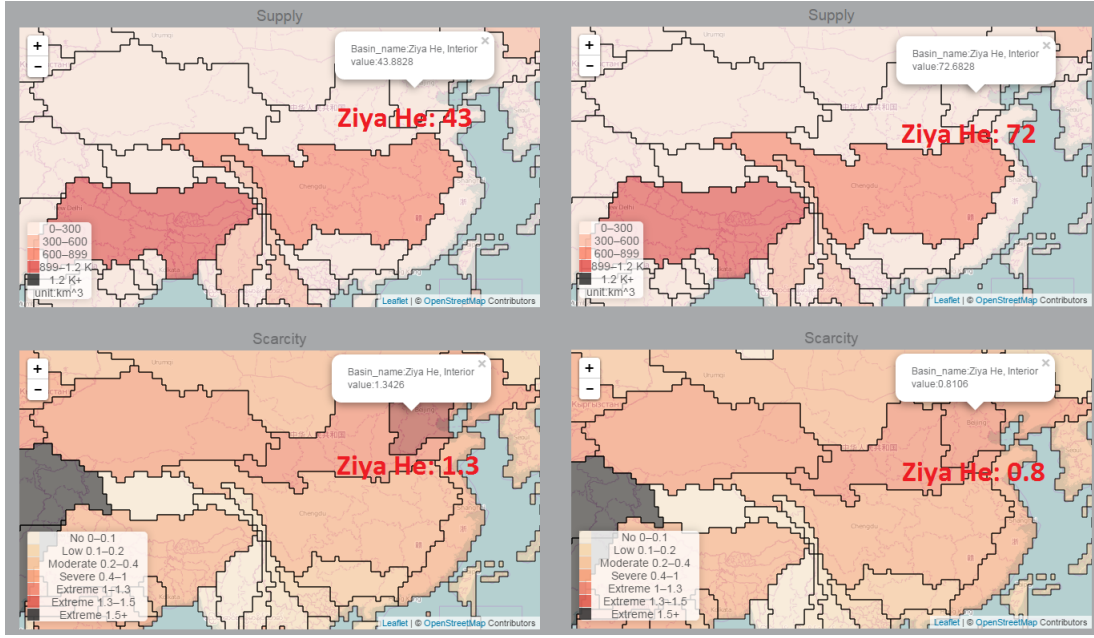 Supply
+
−
Basin_name:Ziya He, Interior
value:43.8828
×
Ziya He: 43
Chengdu
0–300
300–600
600–899
899–1.2 K
1.2 K+
unit:km^3
Leaflet | © OpenStreetMap Contributors
Supply
+
−
Basin_name:Ziya He, Interior
value:72.6828
×
Ziya He: 72
Chengdu
0–300
300–600
600–899
899–1.2 K
1.2 K+
unit:km^3
Leaflet | © OpenStreetMap Contributors
Scarcity
+
−
Basin_name:Ziya He, Interior
value:1.3426
×
Ziya He: 1.3
Chengdu
No 0–0.1
Low 0.1–0.2
Moderate 0.2–0.4
Severe 0.4–1
Extreme 1–1.3
Extreme 1.3–1.5
Extreme 1.5+
Leaflet | © OpenStreetMap Contributors
Scarcity
+
−
Basin_name:Ziya He, Interior
value:0.8106
×
Ziya He: 0.8
Chengdu
No 0–0.1
Low 0.1–0.2
Moderate 0.2–0.4
Severe 0.4–1
Extreme 1–1.3
Extreme 1.3–1.5
Extreme 1.5+
Leaflet | © OpenStreetMap Contributors